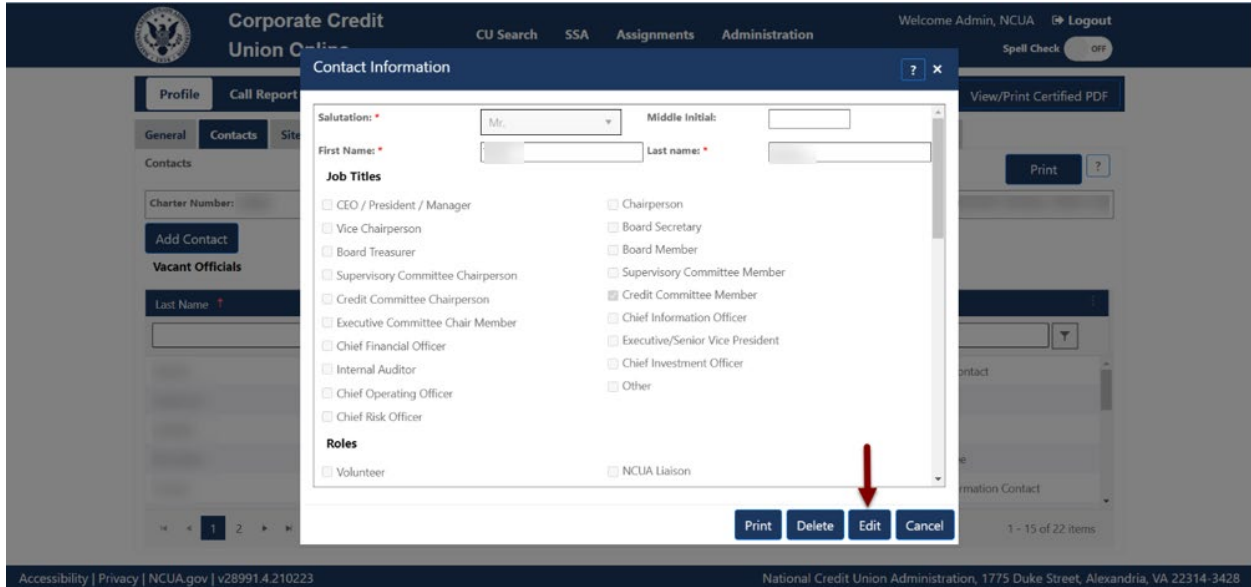 Corporate Credit
Union Online
CU Search SSA Assignments Administration
Welcome Admin, NCUA Logout
Spell Check OFF
Profile Call Report
View/Print Certified PDF
General Contacts Site
Contacts
Print ?
Charter Number:
Add Contact
Vacant Officials
Last Name
Contact Information ? ×
Salutation: * Mr. Middle Initial:
First Name: * Last name: *
Job Titles
CEO / President / Manager Chairperson
Vice Chairperson Board Secretary
Board Treasurer Board Member
Supervisory Committee Chairperson Supervisory Committee Member
Credit Committee Chairperson Credit Committee Member
Executive Committee Chair Member Chief Information Officer
Chief Financial Officer Executive/Senior Vice President
Internal Auditor Chief Investment Officer
Chief Operating Officer Other
Chief Risk Officer
Roles
Volunteer NCUA Liaison
Print Delete Edit Cancel
ontact
rmation Contact
1 2
1 - 15 of 22 items
Accessibility | Privacy | NCUA.gov | v28991.4.210223
National Credit Union Administration, 1775 Duke Street, Alexandria, VA 22314-3428